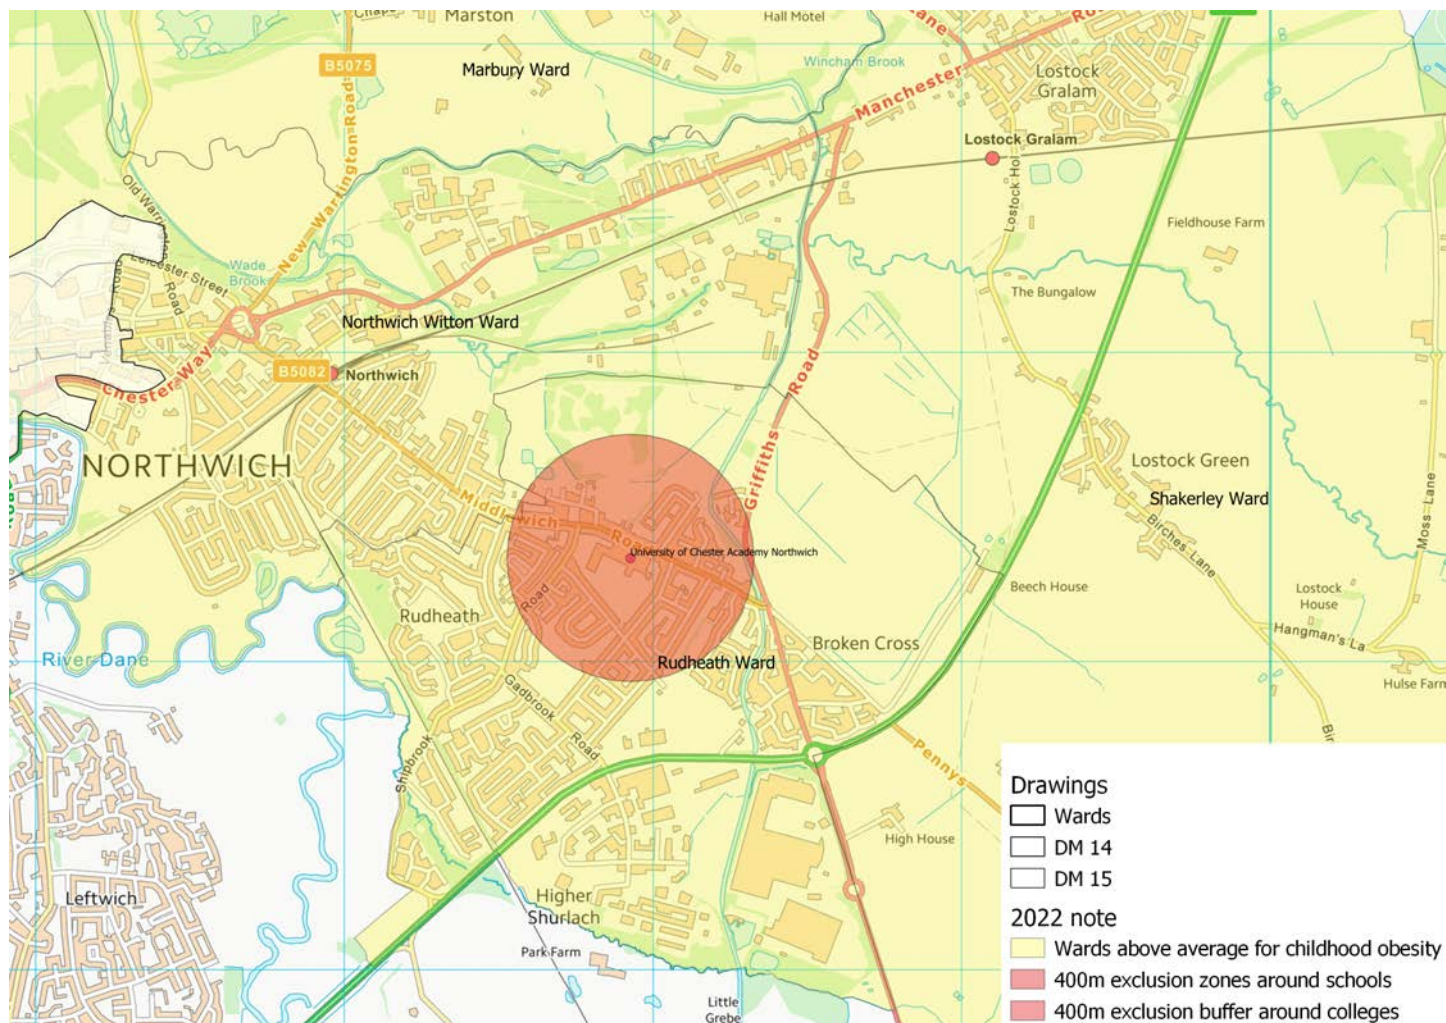 Marston
Hall Motel
Lane
B5075
Marbury Ward
Wincham Brook
Manchester
Lostock
Gralam
Lostock Gralam
Old Warrington
Road
New Warrington Road
Lostock Hol
Fieldhouse Farm
Leicester Street
Wade
Brook
Road
The Bungalow
Northwich Witton Ward
Chester Way
B5082
Northwich
Griffiths Road
NORTHWICH
Lostock Green
Shakerley Ward
Moss Lane
Middlewich Road
Birches Lane
University of Chester Academy Northwich
Beech House
Lostock
House
Rudheath
Road
Broken Cross
Hangman's La
River Dane
Rudheath Ward
Hulse Farm
Gadbrook
Road
Shipbrook
Bir
Pennys
Drawings
Wards
DM 14
DM 15
2022 note
Wards above average for childhood obesity
400m exclusion zones around schools
400m exclusion buffer around colleges
High House
Leftwich
Higher
Shurlach
Park Farm
Little
Grebe